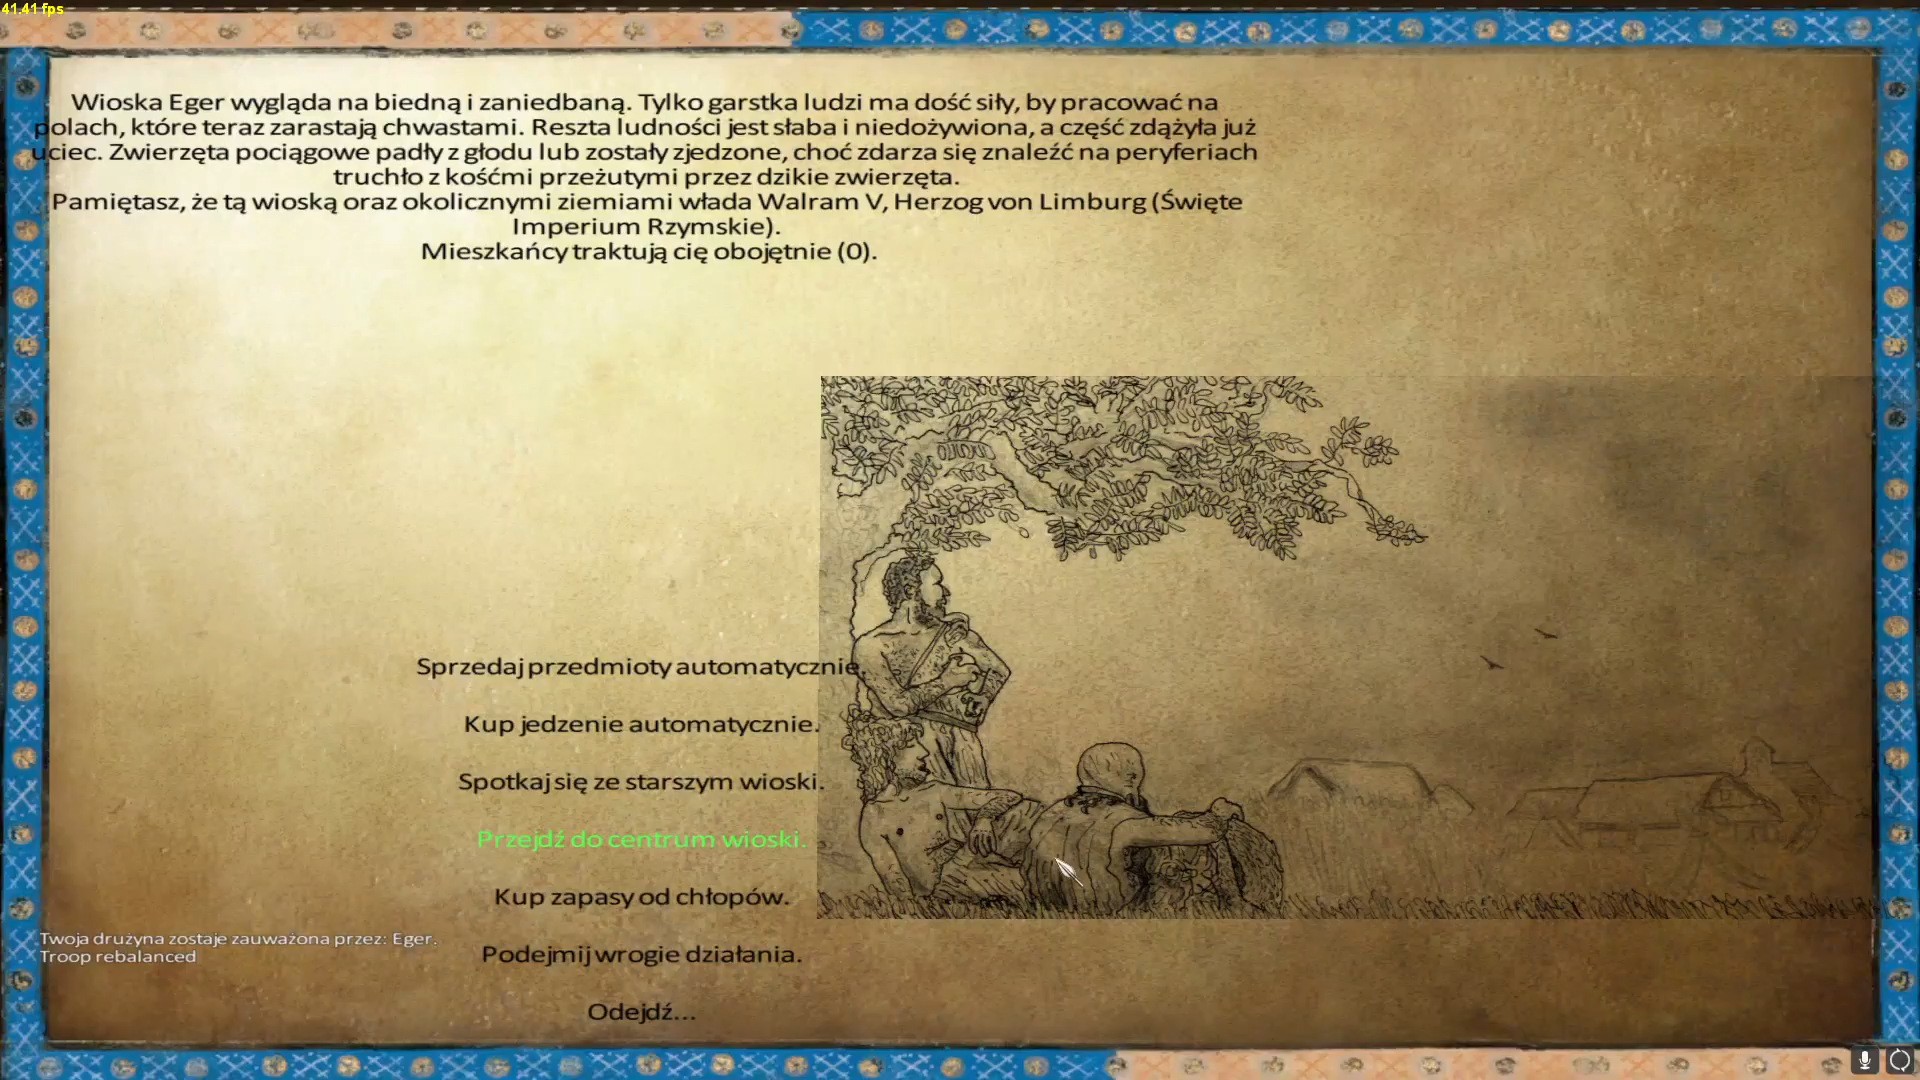 41.41 fps
Wioska Eger wygląda na biedną i zaniedbaną. Tylko garstka ludzi ma dość siły, by pracować na
polach, które teraz zarastają chwastami. Reszta ludności jest słaba i niedożywiona, a część zdążyła już
uciec. Zwierzęta pociągowe padły z głodu lub zostały zjedzone, choć zdarza się znaleźć na peryferiach
truchło z kośćmi przeżutymi przez dzikie zwierzęta.
Pamiętasz, że tą wioską oraz okolicznymi ziemiami włada Walram V, Herzog von Limburg (Święte
Imperium Rzymskie).
Mieszkańcy traktują cię obojętnie (0).
Sprzedaj przedmioty automatycznie.
Kup jedzenie automatycznie.
Spotkaj się ze starszym wioski.
Przejdź do centrum wioski.
Kup zapasy od chłopów.
Podejmij wrogie działania.
Odejdź...
Twoja drużyna zostaje zauważona przez: Eger.
Troop rebalanced